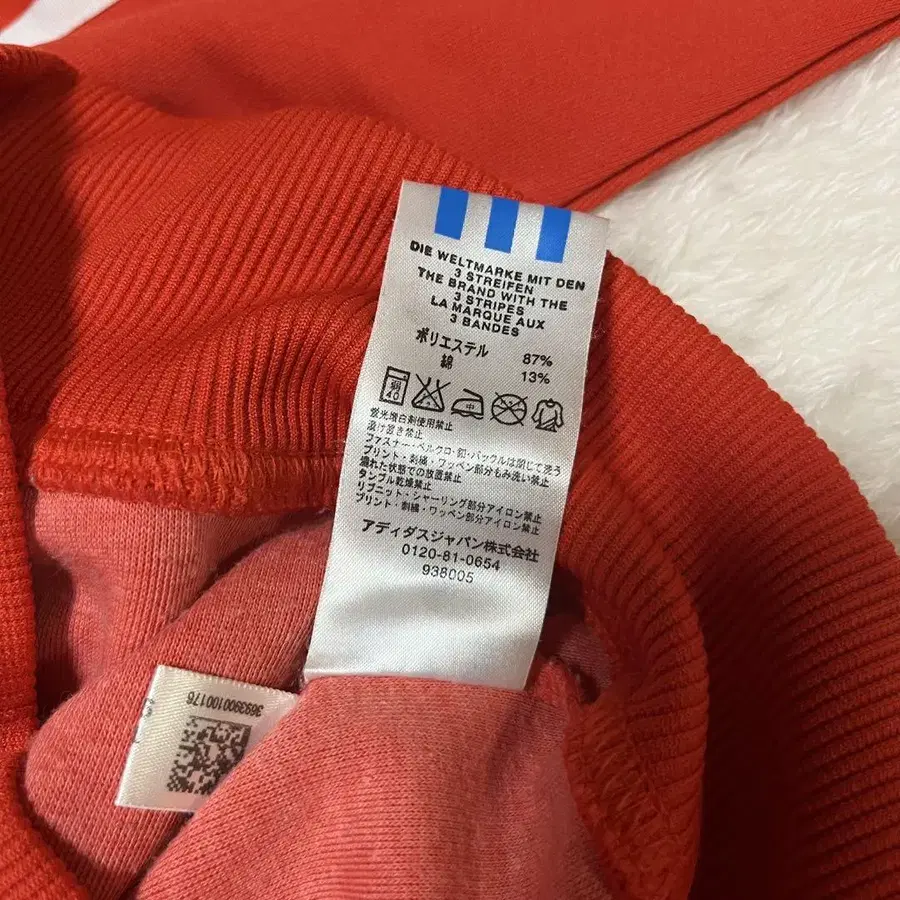 DIE WELTMARKE MIT DEN
3 STREIFEN
THE BRAND WITH THE
3 STRIPES
LA MARQUE AUX
3 BANDES
ポリエステル 87%
綿 13%
弱
40
中
蛍光増白剤使用禁止
漬け置き禁止
ファスナー・ベルクロ・釦・バックルは閉じて洗う
プリント・刺繍・ワッペン部分もみ洗い禁止
濡れた状態での放置禁止
タンブル乾燥禁止
リブニット・シャーリング部分アイロン禁止
プリント・刺繍・ワッペン部分アイロン禁止
アディダスジャパン株式会社
0120-81-0654
938005
3693900100176